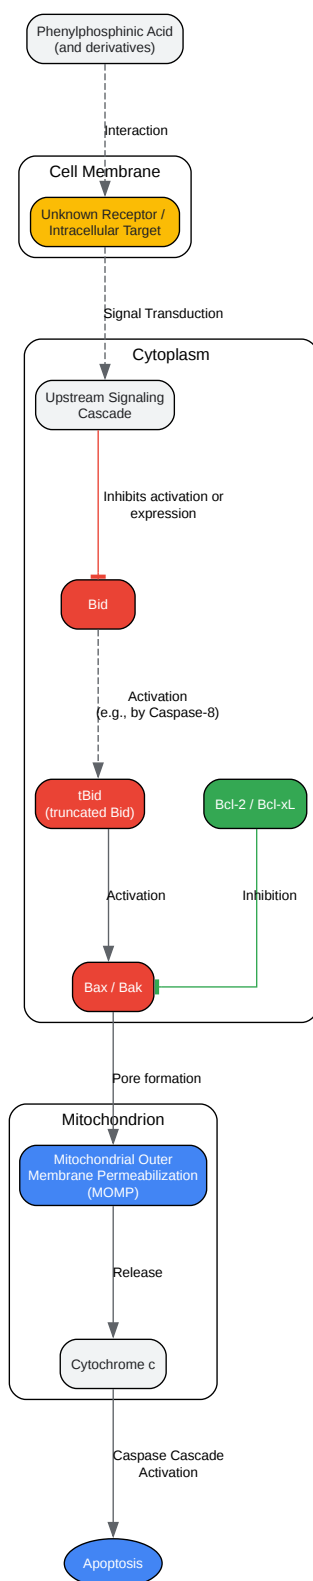 Phenylphosphinic Acid
(and derivatives)
Interaction
Cell Membrane
Unknown Receptor /
Intracellular Target
Signal Transduction
Cytoplasm
Upstream Signaling
Cascade
Inhibits activation or
expression
Bid
Activation
(e.g., by Caspase-8)
tBid
(truncated Bid)
Bcl-2 / Bcl-xL
Activation
Inhibition
Bax / Bak
Pore formation
Mitochondrion
Mitochondrial Outer
Membrane Permeabilization
(MOMP)
Release
Cytochrome c
Caspase Cascade
Activation
Apoptosis